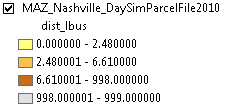 MAZ_Nashville_DaySimParcelFile2010
dist_lbus
0.000000 - 2.480000
2.480001 - 6.610000
6.610001 - 998.000000
998.000001 - 999.000000